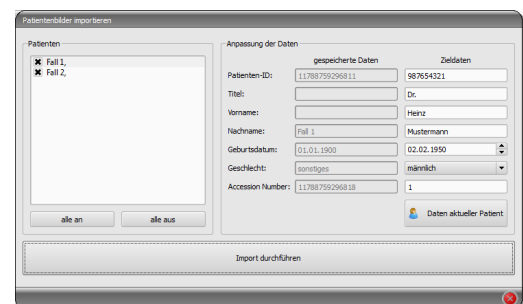 Patientenbilder importieren
Patienten
Fall 1,
Fall 2,
alle an
alle aus
Anpassung der Daten
gespeicherte Daten Zieldaten
Patienten-ID: 11788759296811 987654321
Titel: Dr.
Vorname: Heinz
Nachname: Fall 1 Mustermann
Geburtsdatum: 01.01.1900 02.02.1950
Geschlecht: sonstiges männlich
Accession Number: 11788759296818 1
Daten aktueller Patient
Import durchführen